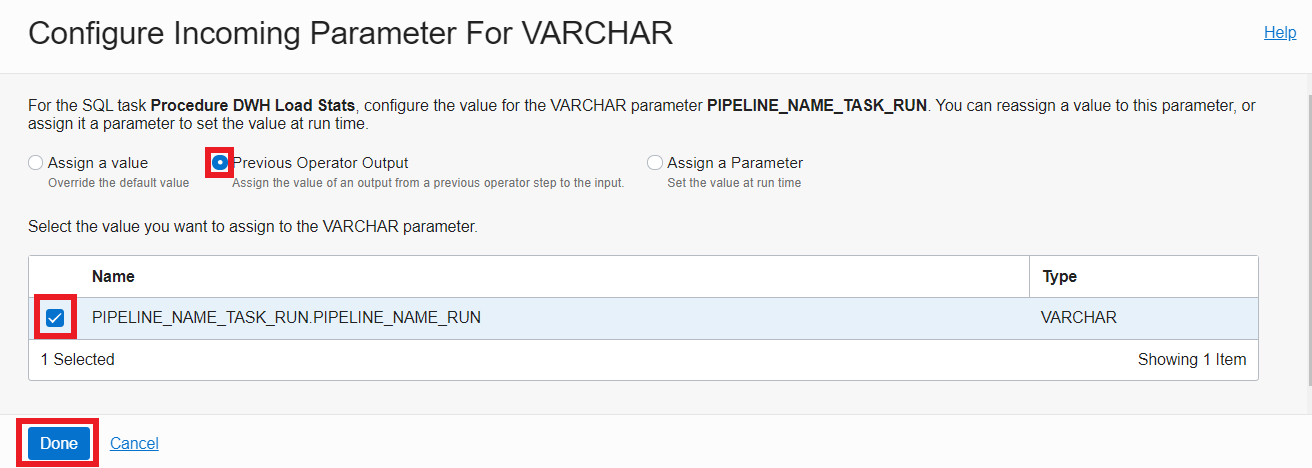 Configure Incoming Parameter For VARCHAR
Help
For the SQL task Procedure DWH Load Stats, configure the value for the VARCHAR parameter PIPELINE_NAME_TASK_RUN. You can reassign a value to this parameter, or
assign it a parameter to set the value at run time.
Assign a value
Override the default value
Previous Operator Output
Assign the value of an output from a previous operator step to the input.
Assign a Parameter
Set the value at run time
Select the value you want to assign to the VARCHAR parameter.
Name Type
PIPELINE_NAME_TASK_RUN.PIPELINE_NAME_RUN VARCHAR
1 Selected Showing 1 Item
Done Cancel